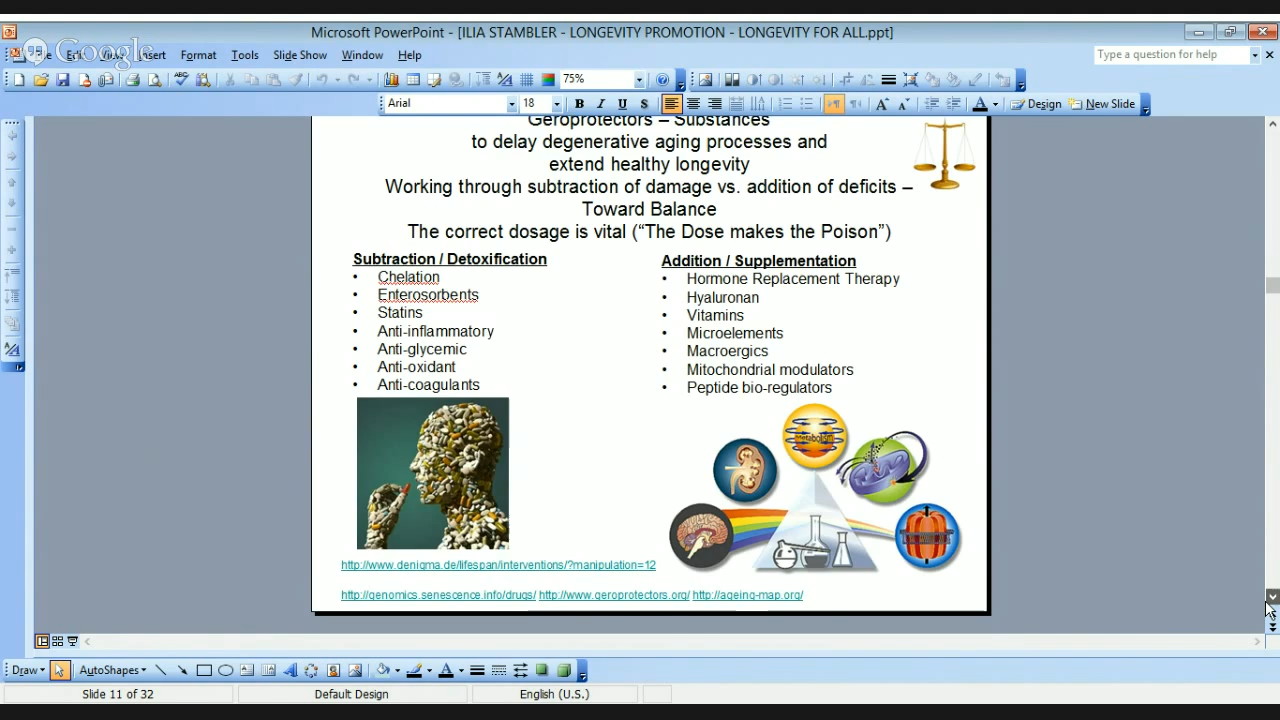 Microsoft PowerPoint - [ILIA STAMBLER - LONGEVITY PROMOTION - LONGEVITY FOR ALL.ppt]
Google
Insert Format Tools Slide Show Window Help
Type a question for help
75%
Arial 18 B I U S Design New Slide
Geroprotectors – Substances
to delay degenerative aging processes and
extend healthy longevity
Working through subtraction of damage vs. addition of deficits –
Toward Balance
The correct dosage is vital (“The Dose makes the Poison”)
Subtraction / Detoxification
• Chelation
• Enterosorbents
• Statins
• Anti-inflammatory
• Anti-glycemic
• Anti-oxidant
• Anti-coagulants
Addition / Supplementation
• Hormone Replacement Therapy
• Hyaluronan
• Vitamins
• Microelements
• Macroergics
• Mitochondrial modulators
• Peptide bio-regulators
Metabolism
http://www.denigma.de/lifespan/interventions/?manipulation=12
http://genomics.senescence.info/drugs/ http://www.geroprotectors.org/ http://ageing-map.org/
Draw AutoShapes
Slide 11 of 32 Default Design English (U.S.)